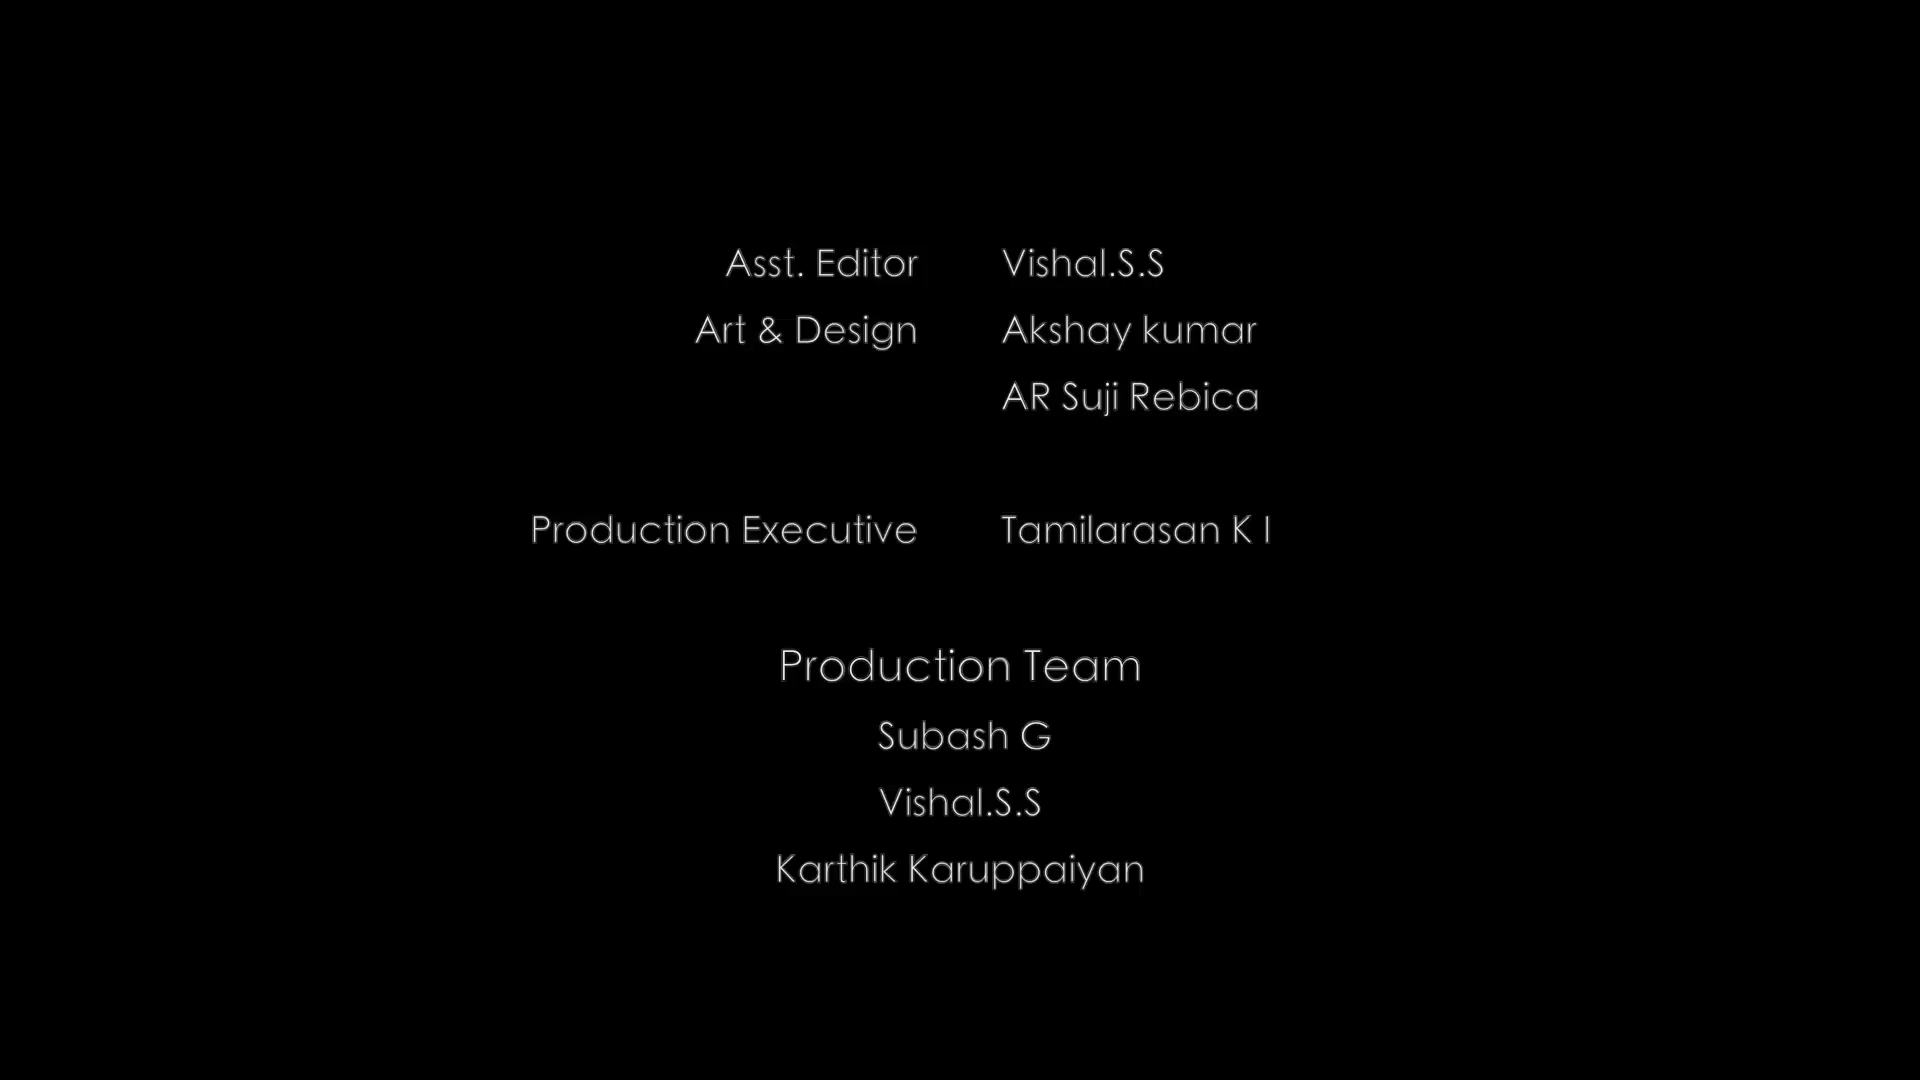 Asst. Editor Vishal.S.S
Art & Design Akshay kumar
AR Suji Rebica
Production Executive Tamilarasan K I
Production Team
Subash G
Vishal.S.S
Karthik Karuppaiyan